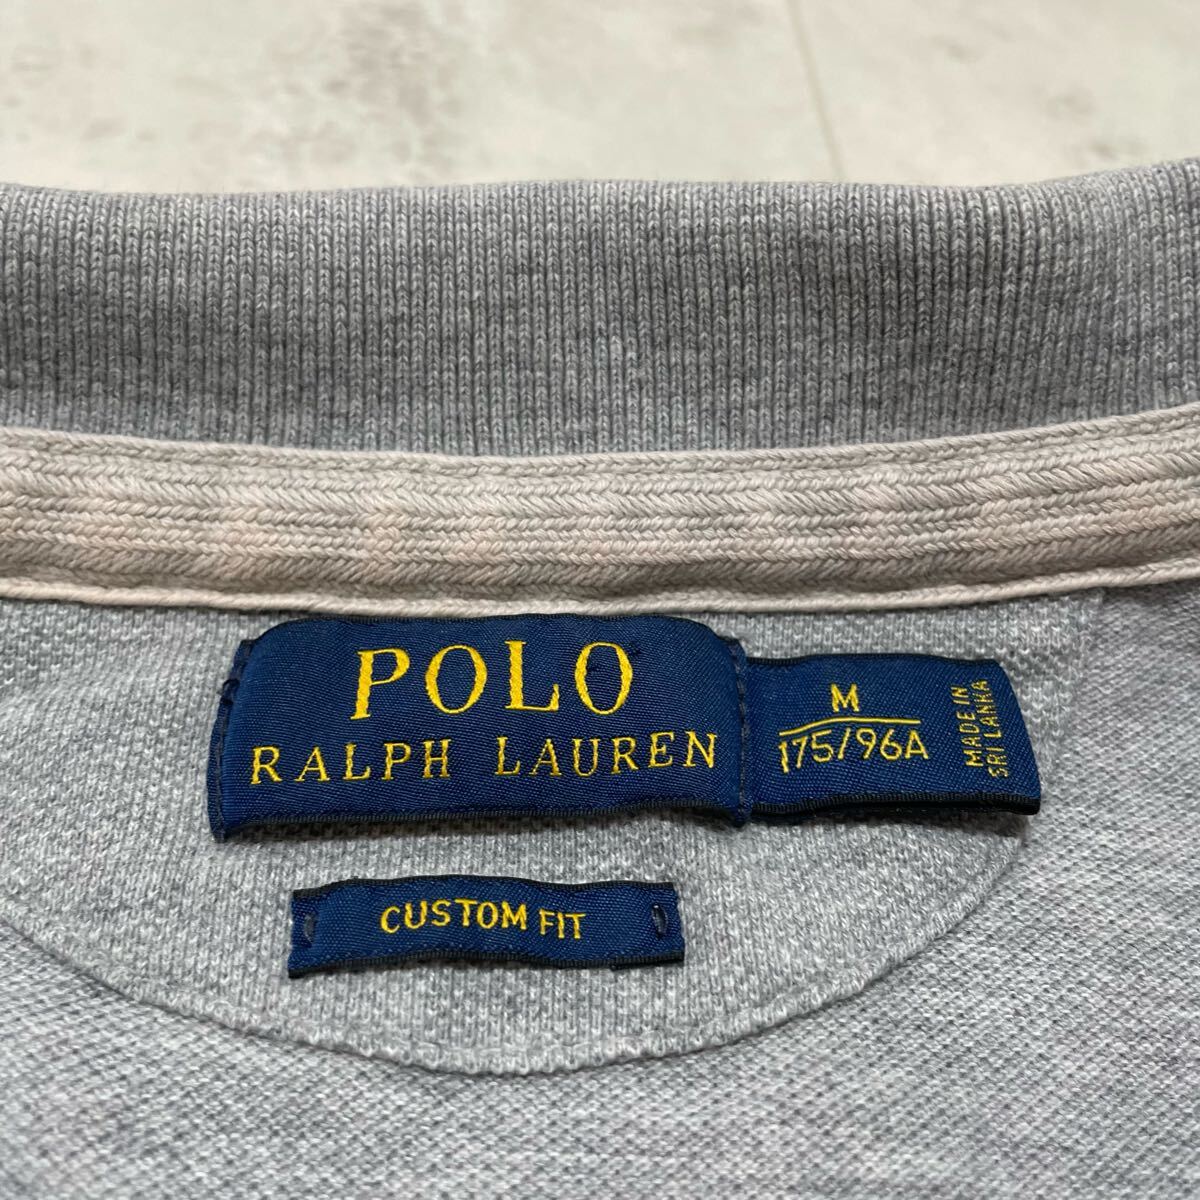 POLO
RALPH LAUREN
M
175/96A
MADE IN
SRI LANKA
CUSTOM FIT